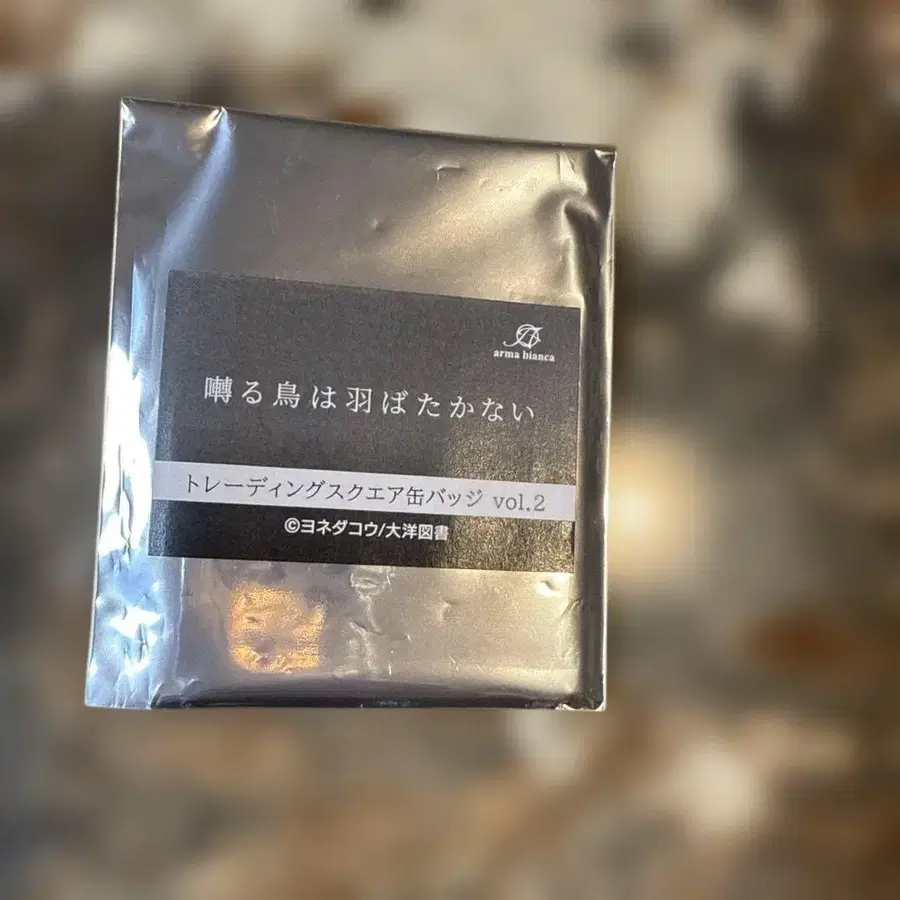 arma bianca
囀る鳥は羽ばたかない
トレーディングスクエア缶バッジ vol.2
©ヨネダコウ/大洋図書